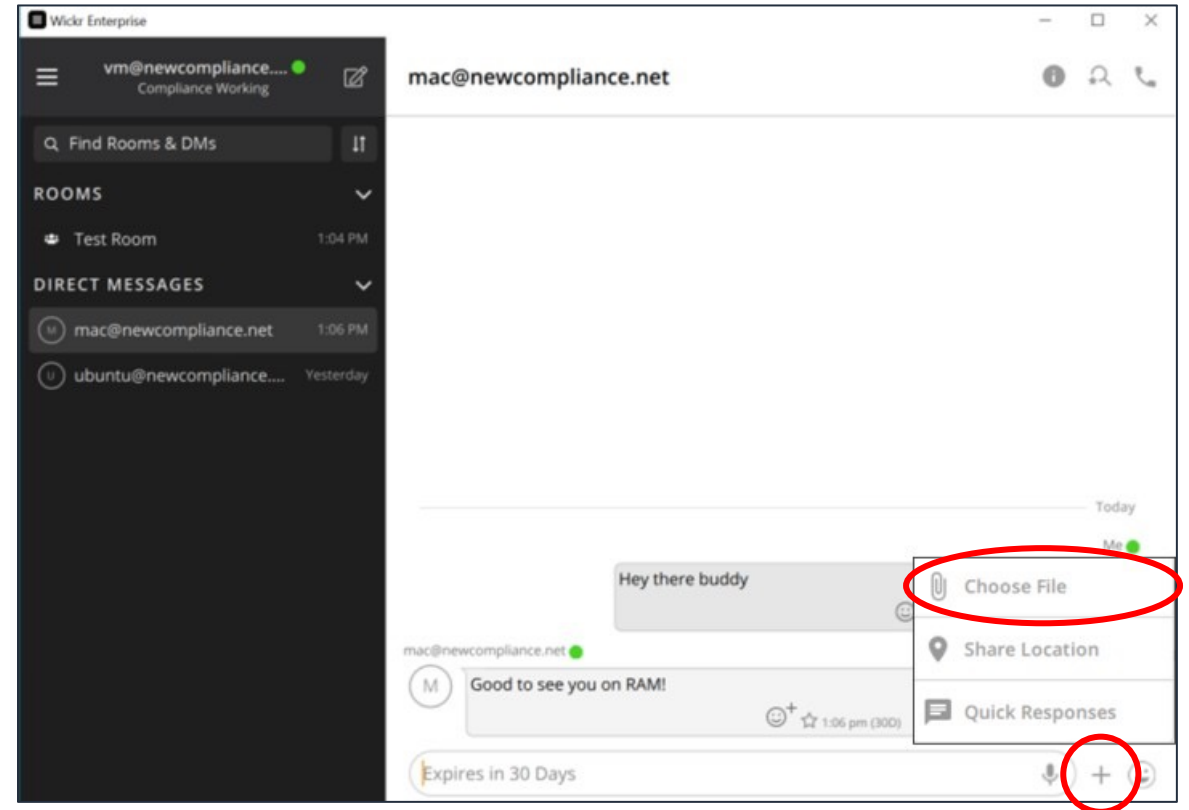 Wickr Enterprise
vm@newcompliance....
Compliance Working
Find Rooms & DMs
ROOMS
Test Room 1:04 PM
DIRECT MESSAGES
M mac@newcompliance.net 1:06 PM
U ubuntu@newcompliance.... Yesterday
mac@newcompliance.net
Today
Me
Hey there buddy
mac@newcompliance.net
M Good to see you on RAM!
1:06 pm (30D)
Choose File
Share Location
Quick Responses
Expires in 30 Days